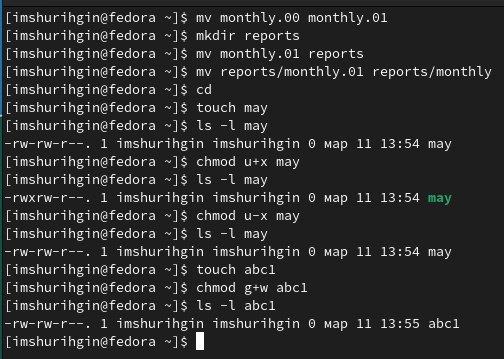 [imshurihgin@fedora ~]$ mv monthly.00 monthly.01
[imshurihgin@fedora ~]$ mkdir reports
[imshurihgin@fedora ~]$ mv monthly.01 reports
[imshurihgin@fedora ~]$ mv reports/monthly.01 reports/monthly
[imshurihgin@fedora ~]$ cd
[imshurihgin@fedora ~]$ touch may
[imshurihgin@fedora ~]$ ls -l may
-rw-rw-r--. 1 imshurihgin imshurihgin 0 мар 11 13:54 may
[imshurihgin@fedora ~]$ chmod u+x may
[imshurihgin@fedora ~]$ ls -l may
-rwxrw-r--. 1 imshurihgin imshurihgin 0 мар 11 13:54 may
[imshurihgin@fedora ~]$ chmod u-x may
[imshurihgin@fedora ~]$ ls -l may
-rw-rw-r--. 1 imshurihgin imshurihgin 0 мар 11 13:54 may
[imshurihgin@fedora ~]$ touch abc1
[imshurihgin@fedora ~]$ chmod g+w abc1
[imshurihgin@fedora ~]$ ls -l abc1
-rw-rw-r--. 1 imshurihgin imshurihgin 0 мар 11 13:55 abc1
[imshurihgin@fedora ~]$